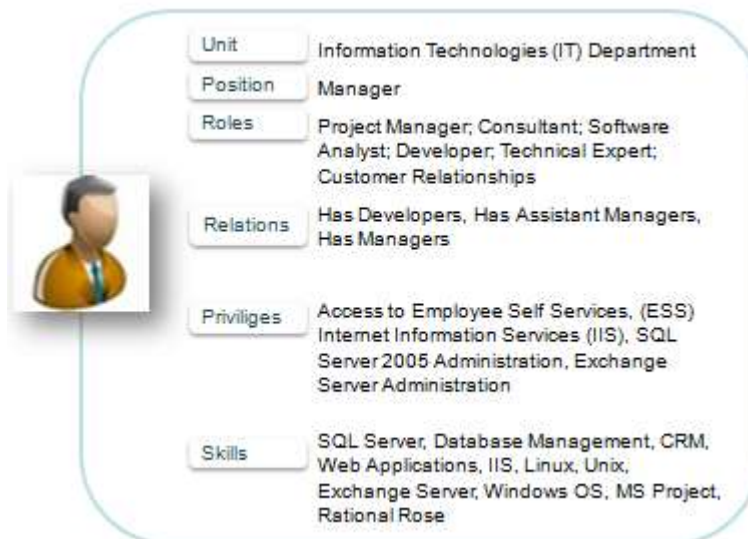 Unit
Information Technologies (IT) Department
Position
Manager
Roles
Project Manager; Consultant; Software
Analyst; Developer; Technical Expert;
Customer Relationships
Relations
Has Developers, Has Assistant Managers,
Has Managers
Priviliges
Access to Employee Self Services, (ESS)
Internet Information Services (IIS), SQL
Server 2005 Administration, Exchange
Server Administration
Skills
SQL Server, Database Management, CRM,
Web Applications, IIS, Linux, Unix,
Exchange Server, Windows OS, MS Project,
Rational Rose